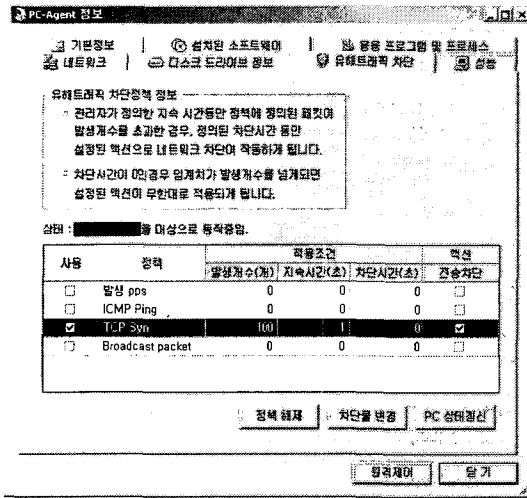 PC-Agent 정보
기본정보
설치된 소프트웨어
응용 프로그램 및 프로세스
네트워크
디스크 드라이브 정보
유해트래픽 차단
성능
유해트래픽 차단정책 정보
- 관리자가 정의한 지속 시간동안 정책에 정의된 패킷이
발생개수를 초과한 경우, 정의된 차단시간 동안
설정된 액션으로 네트워크 차단이 작동하게 됩니다.
- 차단시간이 0인경우 임계치가 발생개수를 넘게되면
설정된 액션이 무한대로 적용되게 됩니다.
상태 : 를 대상으로 동작중임.
적용조건 액션
사용 정책 발생개수(개) 지속시간(초) 차단시간(초) 전송차단
발생 pps 0 0 0
ICMP Ping 0 0 0
TCP Syn 100 1 0
Broadcast packet 0 0 0
정책 해제 차단룰 변경 PC 상태갱신
원격제어 닫기